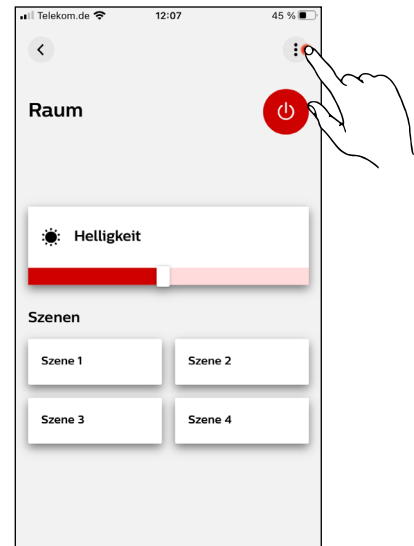 Telekom.de 12:07 45 %
Raum
Helligkeit
Szenen
Szene 1 Szene 2
Szene 3 Szene 4